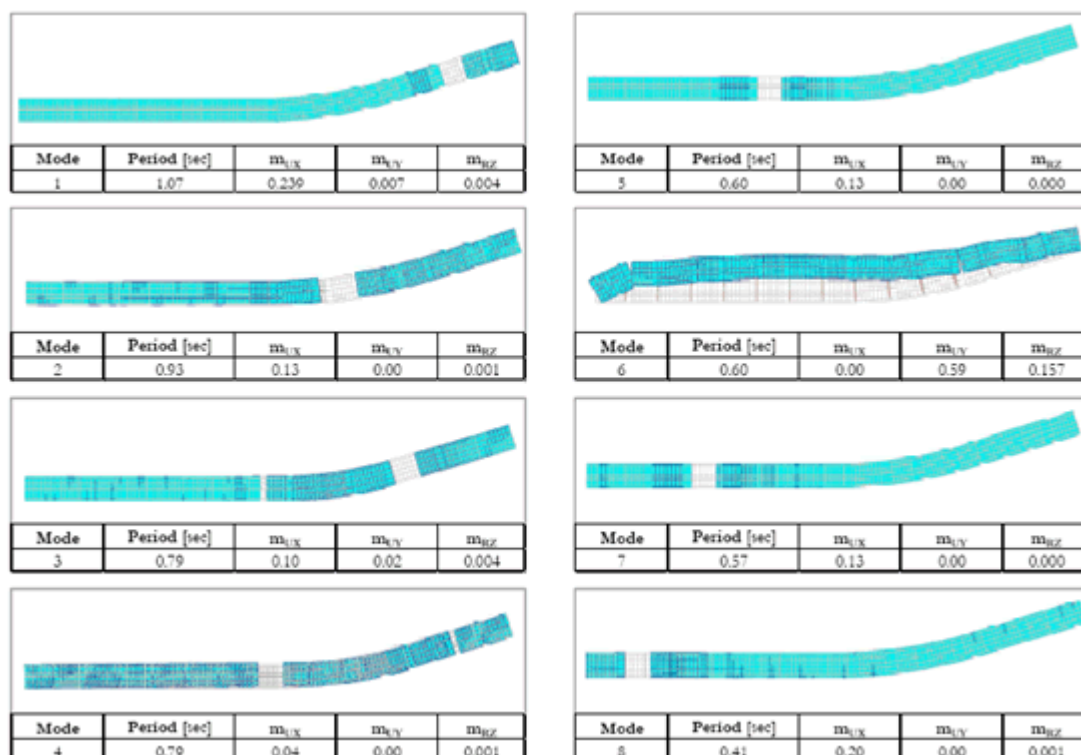 Mode Period [sec] mUX mUY mRZ
1 1.07 0.239 0.007 0.004
Mode Period [sec] mUX mUY mRZ
2 0.93 0.13 0.00 0.001
Mode Period [sec] mUX mUY mRZ
3 0.79 0.10 0.02 0.004
Mode Period [sec] mUX mUY mRZ
4 0.79 0.04 0.00 0.001
Mode Period [sec] mUX mUY mRZ
5 0.60 0.13 0.00 0.000
Mode Period [sec] mUX mUY mRZ
6 0.60 0.00 0.59 0.157
Mode Period [sec] mUX mUY mRZ
7 0.57 0.13 0.00 0.000
Mode Period [sec] mUX mUY mRZ
8 0.41 0.20 0.00 0.001